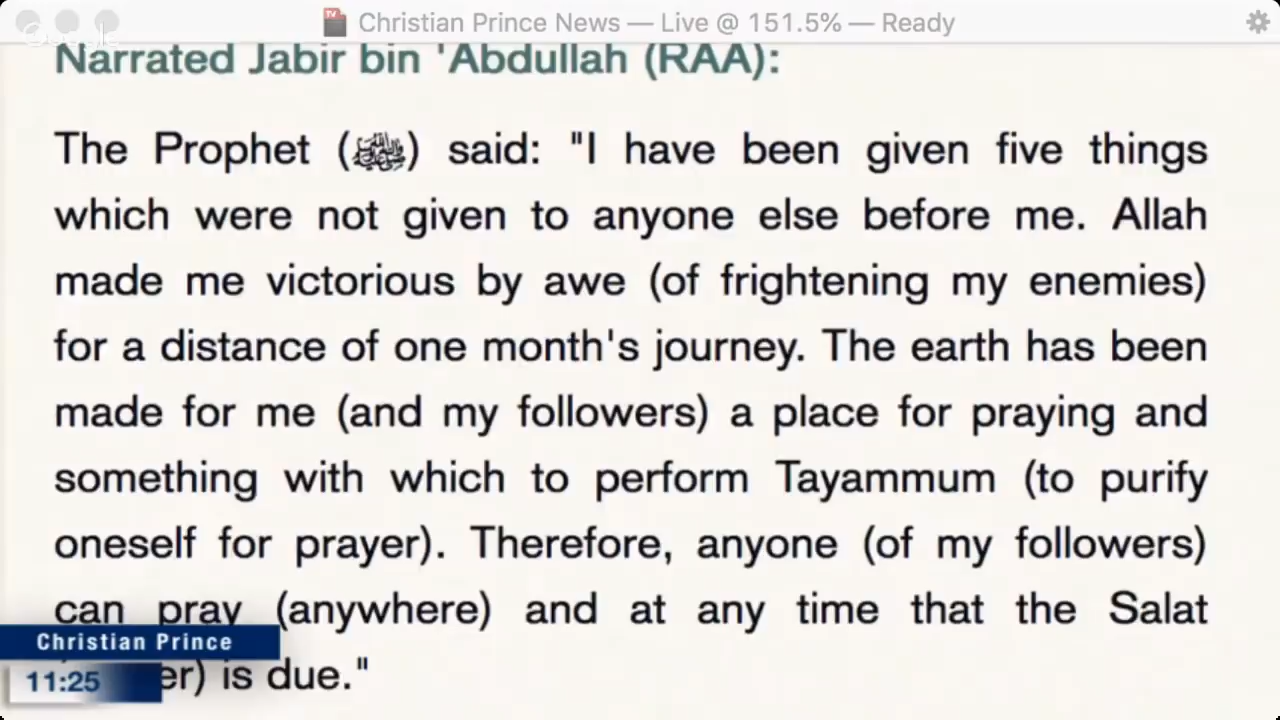 Christian Prince News — Live @ 151.5% — Ready
Google
Narrated Jabir bin 'Abdullah (RAA):
The Prophet (ﷺ) said: "I have been given five things
which were not given to anyone else before me. Allah
made me victorious by awe (of frightening my enemies)
for a distance of one month's journey. The earth has been
made for me (and my followers) a place for praying and
something with which to perform Tayammum (to purify
oneself for prayer). Therefore, anyone (of my followers)
can pray (anywhere) and at any time that the Salat
er) is due."
Christian Prince
11:25